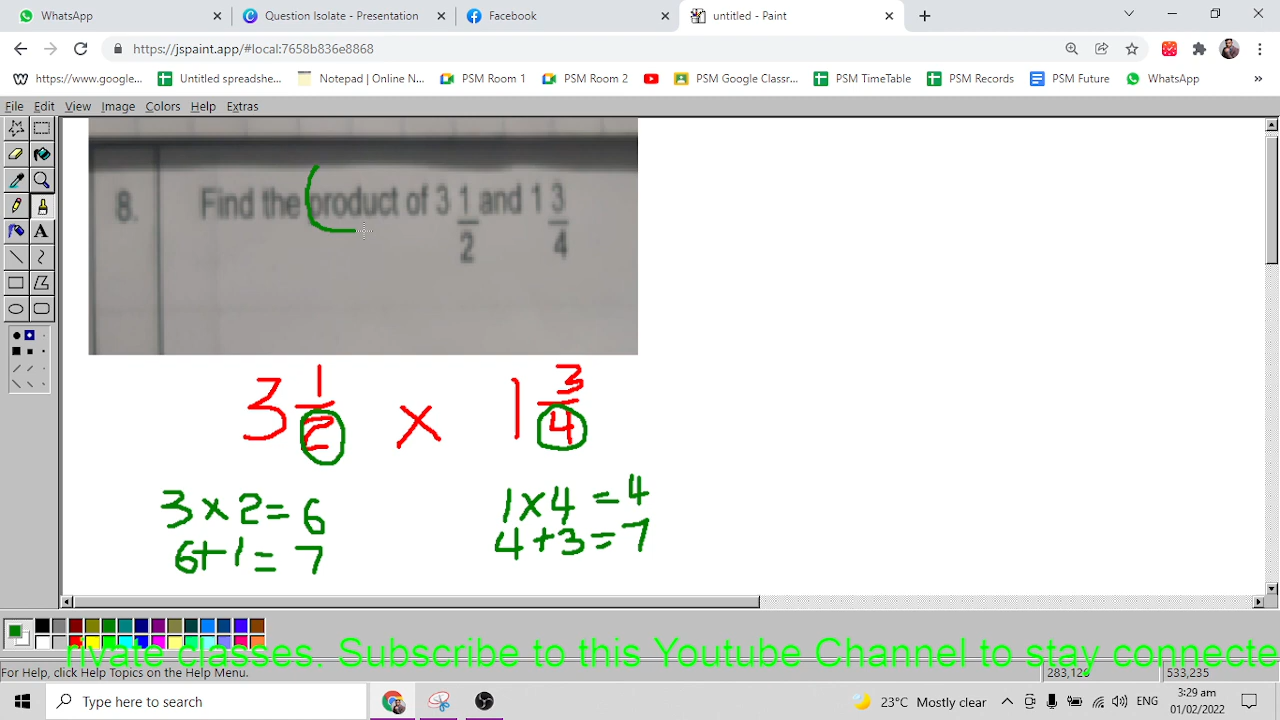 WhatsApp
Question Isolate - Presentation
Facebook
untitled - Paint
https://jspaint.app/#local:7658b836e8868
https://www.google...
Untitled spreadshe...
Notepad | Online N...
PSM Room 1
PSM Room 2
PSM Google Classr...
PSM TimeTable
PSM Records
PSM Future
WhatsApp
»
File Edit View Image Colors Help Extras
8. Find the product of 3 1/2 and 1 3/4
3 1/2 x 1 3/4
3 x 2 = 6
6+1 = 7
1x4 = 4
4+3=7
rivate classes. Subscribe to this Youtube Channel to stay connecte
For Help, click Help Topics on the Help Menu.
283,126
533,235
Type here to search
23°C Mostly clear
3:29 am
01/02/2022